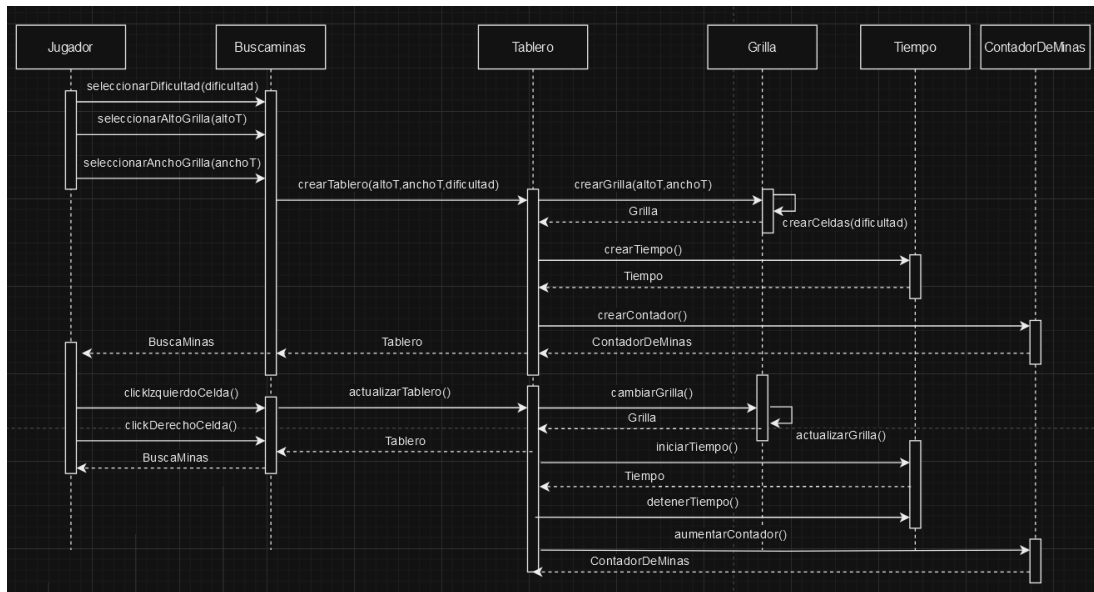 Jugador
Buscaminas
Tablero
Grilla
Tiempo
ContadorDeMinas
seleccionarDificultad(dificultad)
seleccionarAltoGrilla(altoT)
seleccionarAnchoGrilla(anchoT)
crearTablero(altoT,anchoT,dificultad)
crearGrilla(altoT,anchoT)
Grilla
crearCeldas(dificultad)
crearTiempo()
Tiempo
crearContador()
BuscaMinas
Tablero
ContadorDeMinas
clickIzquierdoCelda()
actualizarTablero()
cambiarGrilla()
Grilla
clickDerechoCelda()
actualizarGrilla()
Tablero
iniciarTiempo()
BuscaMinas
Tiempo
detenerTiempo()
aumentarContador()
ContadorDeMinas